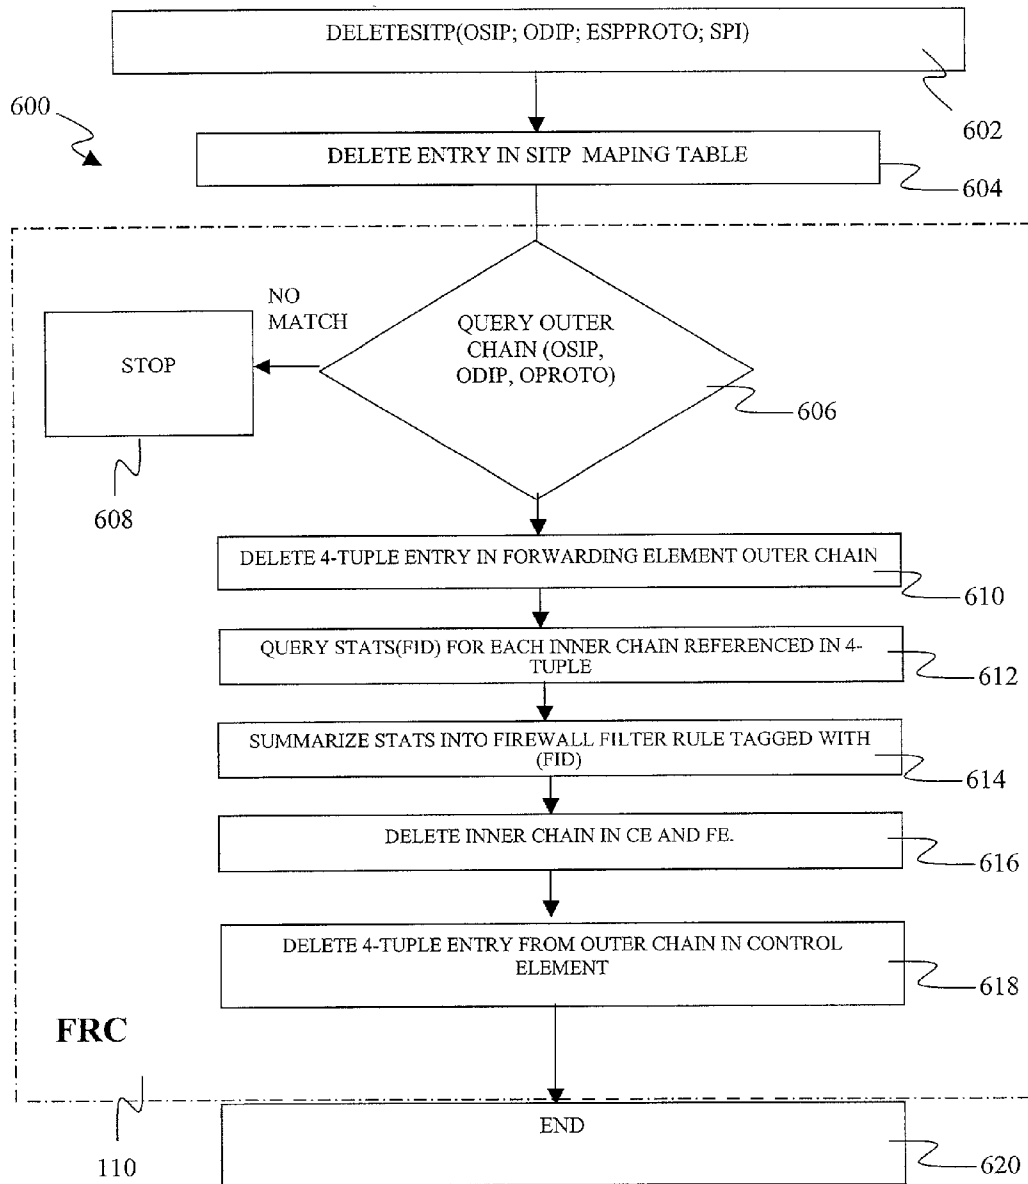 DELETESITP(OSIP; ODIP; ESPPROTO; SPI)
602
600
DELETE ENTRY IN SITP MAPING TABLE
604
NO
MATCH
QUERY OUTER
CHAIN (OSIP,
ODIP, OPROTO)
STOP
606
608
DELETE 4-TUPLE ENTRY IN FORWARDING ELEMENT OUTER CHAIN
610
QUERY STATS(FID) FOR EACH INNER CHAIN REFERENCED IN 4-
TUPLE
612
SUMMARIZE STATS INTO FIREWALL FILTER RULE TAGGED WITH
(FID)
614
DELETE INNER CHAIN IN CE AND FE.
616
DELETE 4-TUPLE ENTRY FROM OUTER CHAIN IN CONTROL
ELEMENT
618
FRC
END
110
620